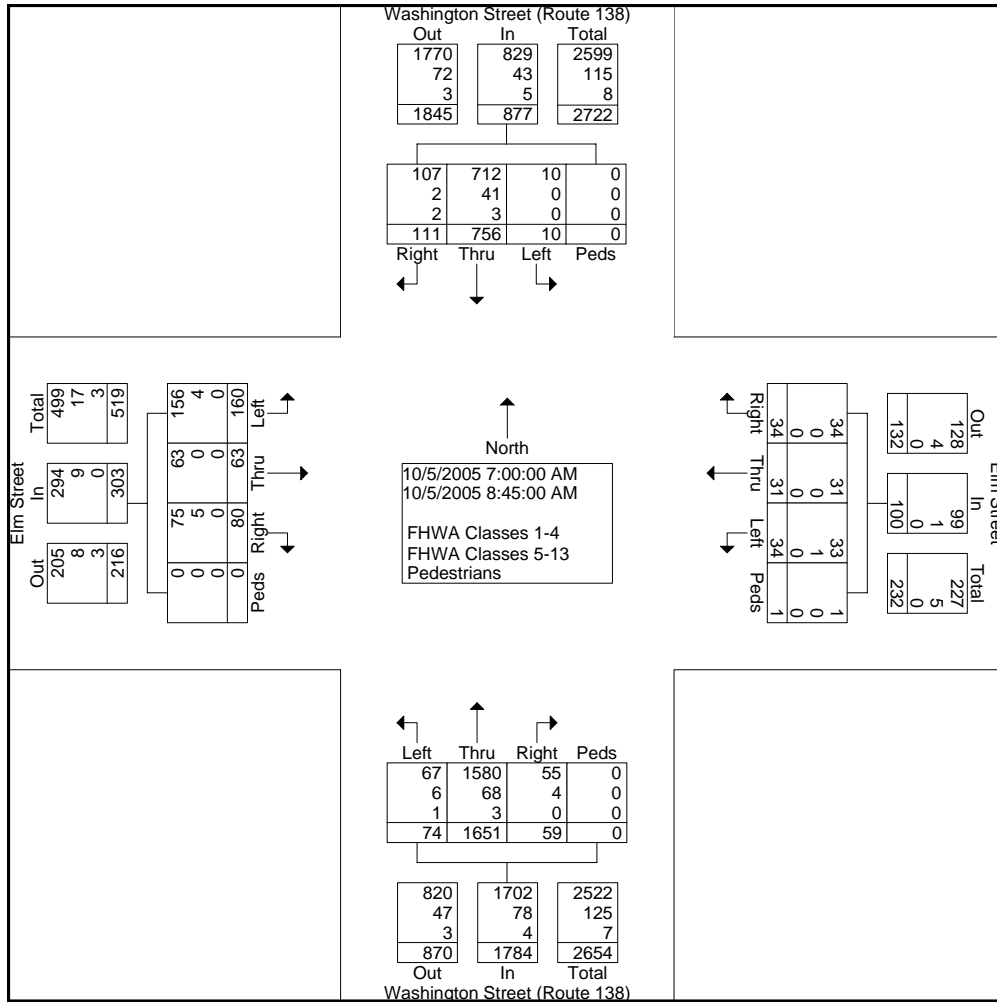 Washington Street (Route 138)
Out In Total
1770 829 2599
72 43 115
3 5 8
1845 877 2722
107 712 10 0
2 41 0 0
2 3 0 0
111 756 10 0
Right Thru Left Peds
Elm Street
Total In Out
499 294 205
17 9 8
3 0 3
519 303 216
156 63 75 0
4 0 5 0
0 0 0 0
160 63 80 0
Left Thru Right Peds
North
10/5/2005 7:00:00 AM
10/5/2005 8:45:00 AM
FHWA Classes 1-4
FHWA Classes 5-13
Pedestrians
Right Thru Left Peds
34 31 33 1
0 0 1 0
0 0 0 0
34 31 34 1
Out In Total
128 99 227
4 1 5
0 0 0
132 100 232
Elm Street
Left Thru Right Peds
67 1580 55 0
6 68 4 0
1 3 0 0
74 1651 59 0
820 1702 2522
47 78 125
3 4 7
870 1784 2654
Out In Total
Washington Street (Route 138)